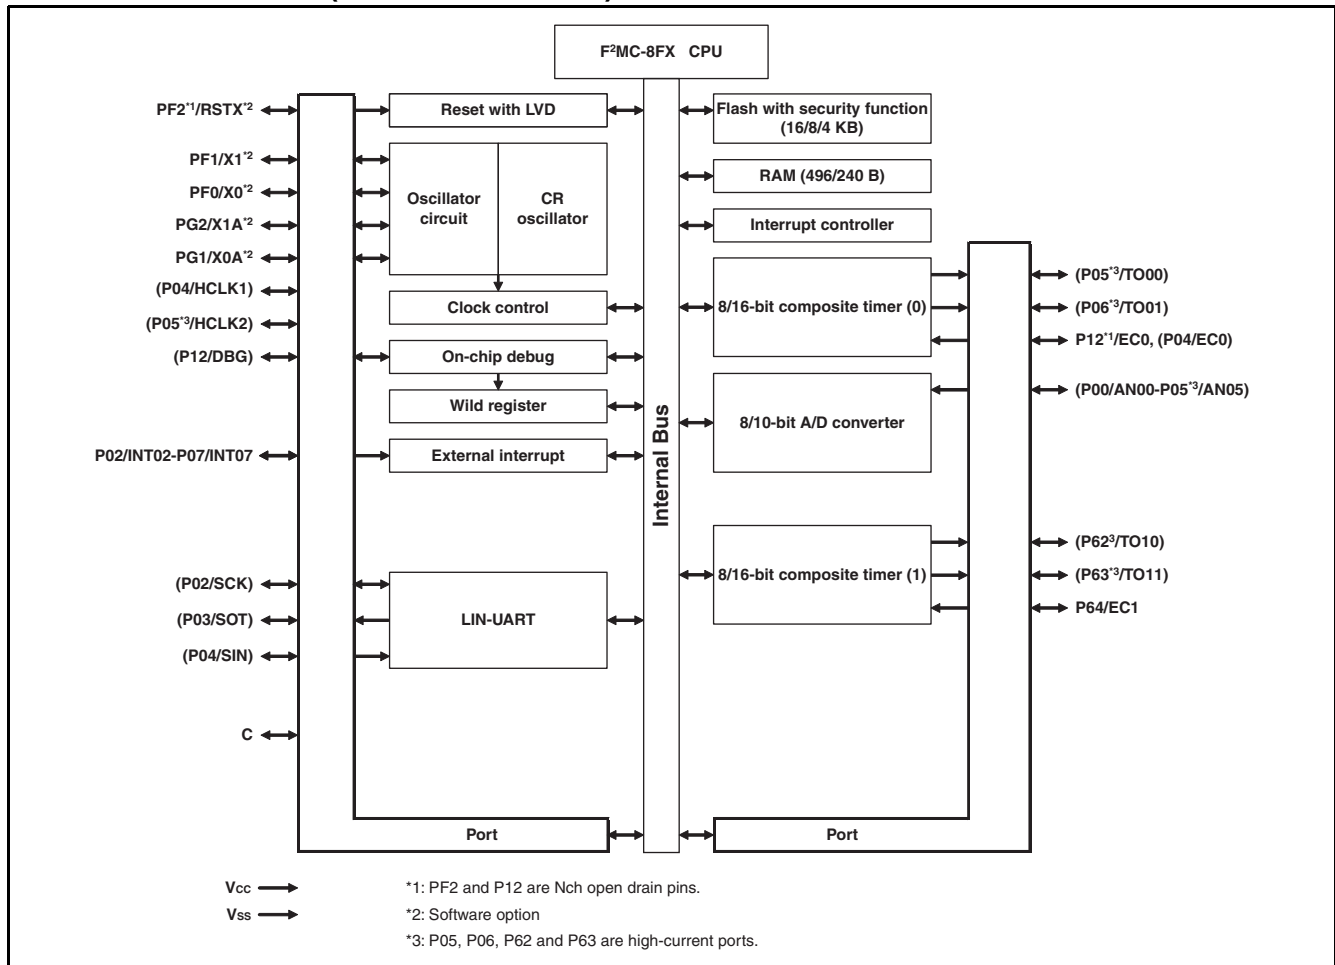 F²MC-8FX CPU
PF2*1/RSTX*2
PF1/X1*2
PF0/X0*2
PG2/X1A*2
PG1/X0A*2
(P04/HCLK1)
(P05*3/HCLK2)
(P12/DBG)
P02/INT02-P07/INT07
(P02/SCK)
(P03/SOT)
(P04/SIN)
C
Reset with LVD
Oscillator
circuit
CR
oscillator
Clock control
On-chip debug
Wild register
External interrupt
LIN-UART
Port
Internal Bus
Flash with security function
(16/8/4 KB)
RAM (496/240 B)
Interrupt controller
8/16-bit composite timer (0)
8/10-bit A/D converter
8/16-bit composite timer (1)
Port
(P05*3/TO00)
(P06*3/TO01)
P12*1/EC0, (P04/EC0)
(P00/AN00-P05*3/AN05)
(P623/TO10)
(P63*3/TO11)
P64/EC1
Vcc
Vss
*1: PF2 and P12 are Nch open drain pins.
*2: Software option
*3: P05, P06, P62 and P63 are high-current ports.